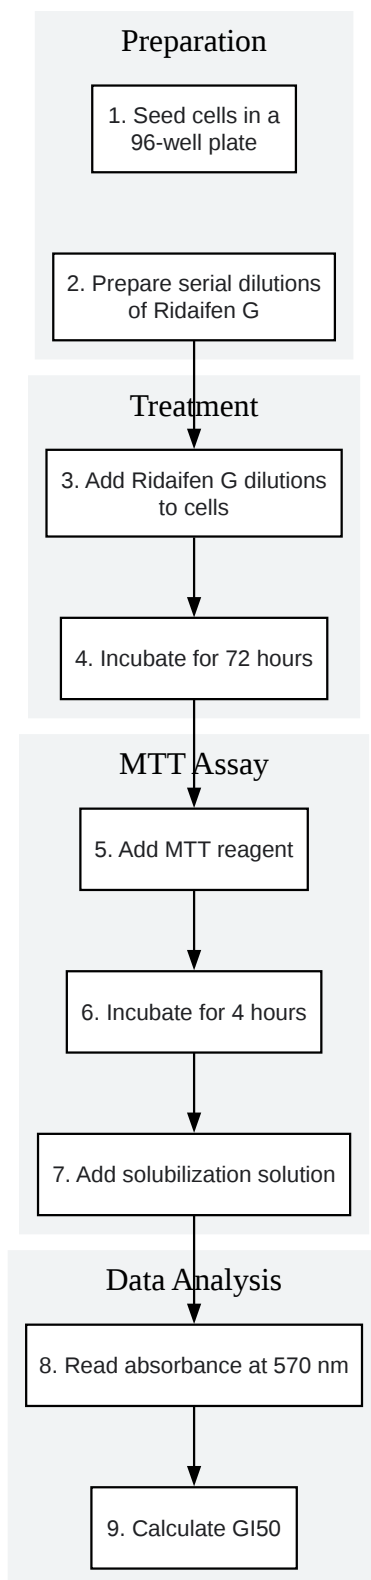 Preparation
1. Seed cells in a
96-well plate
2. Prepare serial dilutions
of Ridaifen G
Treatment
3. Add Ridaifen G dilutions
to cells
4. Incubate for 72 hours
MTT Assay
5. Add MTT reagent
6. Incubate for 4 hours
7. Add solubilization solution
Data Analysis
8. Read absorbance at 570 nm
9. Calculate GI50